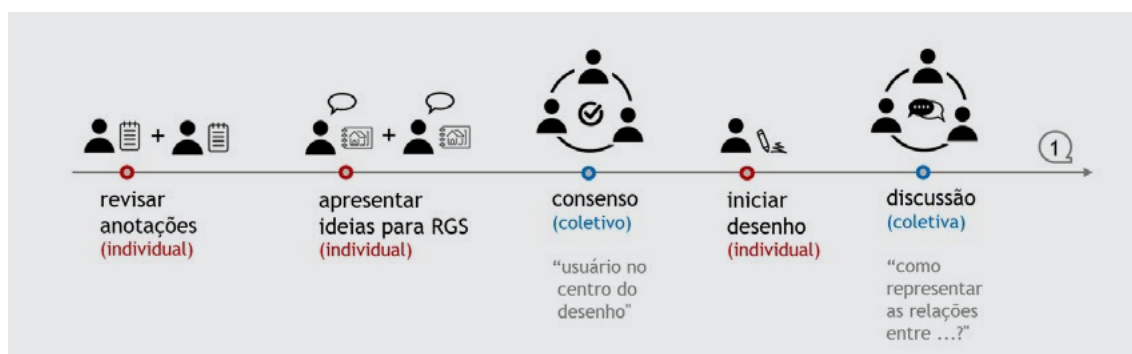 1
revisar
anotações
(individual)
apresentar
ideias para RGS
(individual)
consenso
(coletivo)
“usuário no
centro do
desenho"
iniciar
desenho
(individual)
discussão
(coletiva)
“como
representar
as relações
entre ...?"